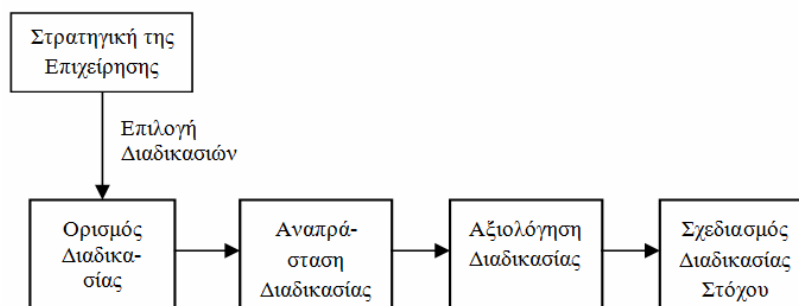 Στρατηγική της
Επιχείρησης
Επιλογή
Διαδικασιών
Ορισμός
Διαδικα-
σίας
Αναπρά-
σταση
Διαδικασίας
Αξιολόγηση
Διαδικασίας
Σχεδιασμός
Διαδικασίας
Στόχου